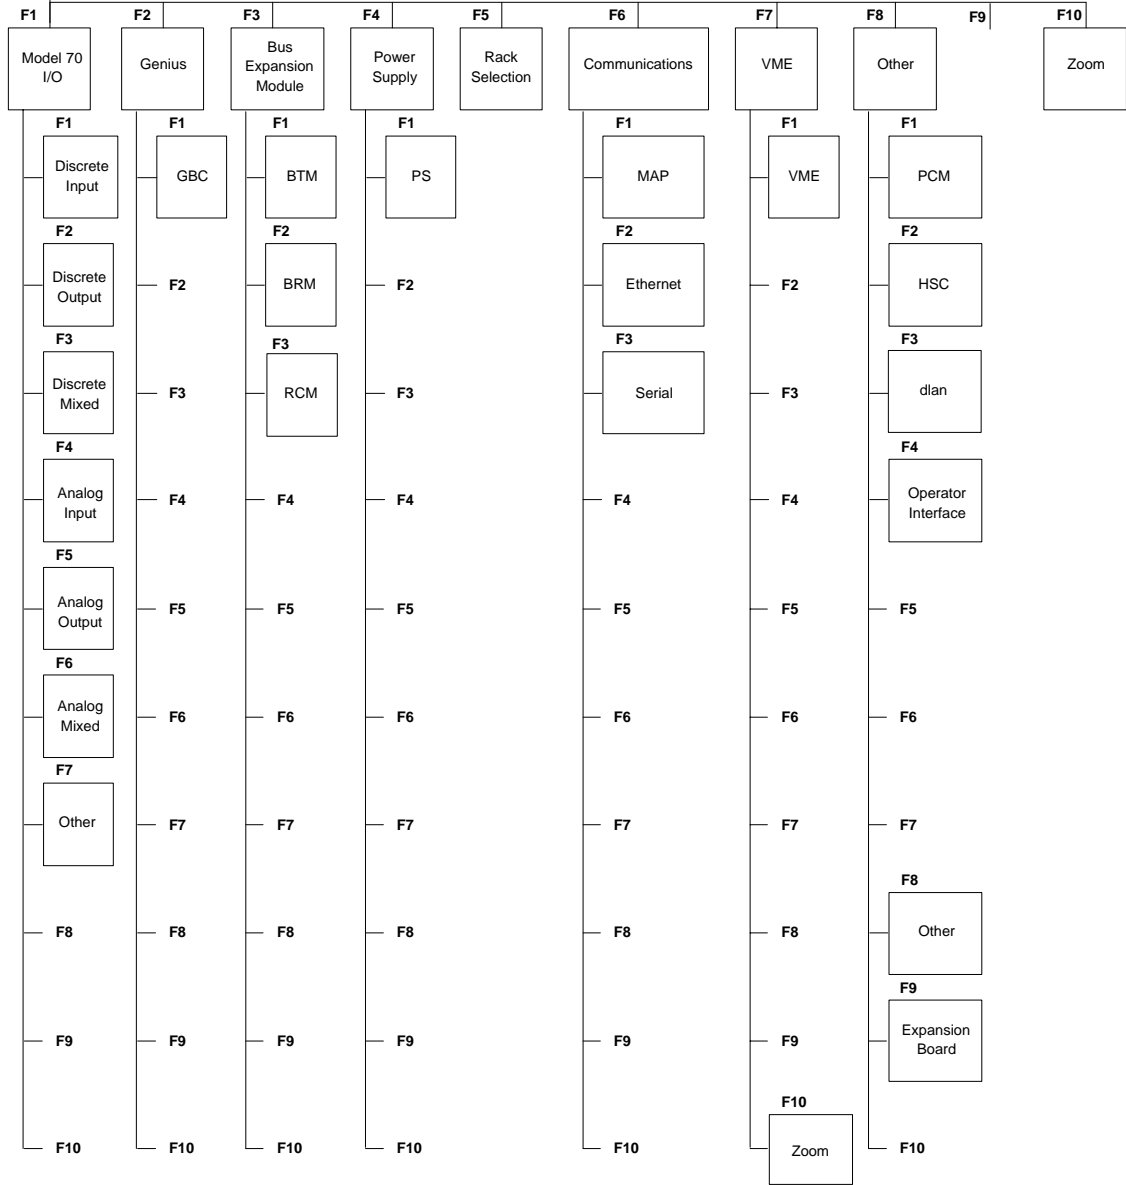 F1 F2 F3 F4 F5 F6 F7 F8 F9 F10
Model 70
I/O
Genius
Bus
Expansion
Module
Power
Supply
Rack
Selection
Communications
VME
Other
Zoom
F1 F1 F1 F1 F1 F1 F1
Discrete
Input
GBC
BTM
PS
MAP
VME
PCM
F2 F2 F2 F2
Discrete
Output
F2
BRM
F2
Ethernet
F2
HSC
F3 F3 F3 F3
Discrete
Mixed
F3
RCM
F3
Serial
F3
dlan
F4 F4
Analog
Input
F4
F4
F4
F4
F4
Operator
Interface
F5
Analog
Output
F5
F5
F5
F5
F5
F5
F6
Analog
Mixed
F6
F6
F6
F6
F6
F6
F7
Other
F7
F7
F7
F7
F7
F7
F8
F8
F8
F8
F8
F8
F8
Other
F9
F9
F9
F9
F9
F9
F9
Expansion
Board
F10
F10
F10
F10
F10
F10
Zoom
F10